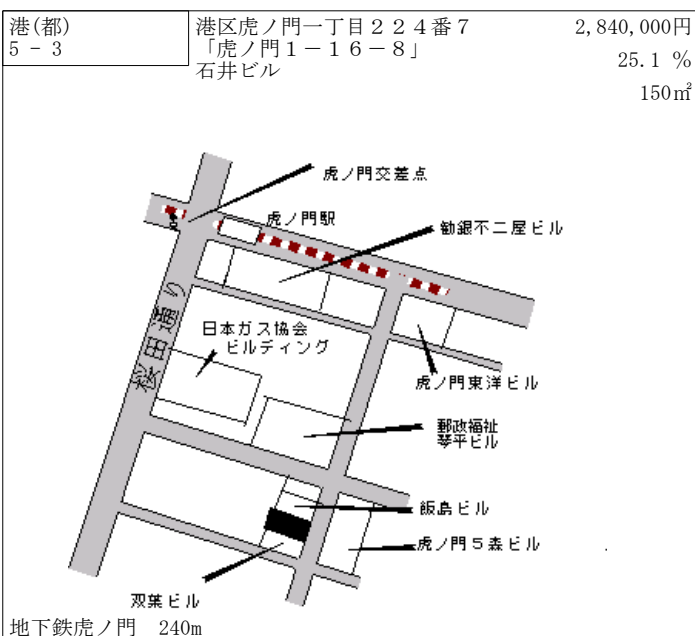 港(都)
5 － 3
港区虎ノ門一丁目２２４番７
「虎ノ門１－１６－８」
石井ビル
2,840,000円
25.1 %
150㎡
虎ノ門交差点
虎ノ門駅
勧銀不二屋ビル
桜田通り
日本ガス協会
ビルディング
虎ノ門東洋ビル
郵政福祉
琴平ビル
飯島ビル
虎ノ門５森ビル
双葉ビル
地下鉄虎ノ門　240m